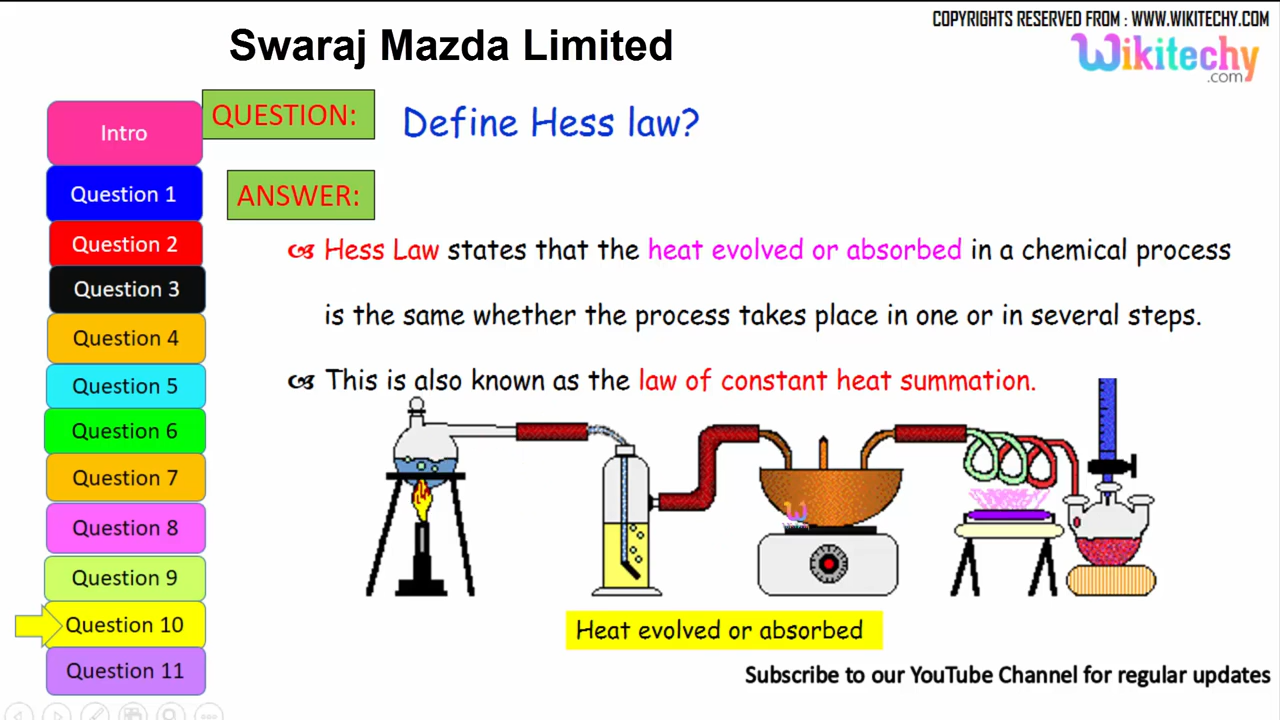 COPYRIGHTS RESERVED FROM : WWW.WIKITECHY.COM
Swaraj Mazda Limited
Wikitechy
.com
QUESTION:
Define Hess law?
ANSWER:
Hess Law states that the heat evolved or absorbed in a chemical process
is the same whether the process takes place in one or in several steps.
This is also known as the law of constant heat summation.
Intro
Question 1
Question 2
Question 3
Question 4
Question 5
Question 6
Question 7
Question 8
Question 9
Question 10
Question 11
Heat evolved or absorbed
Subscribe to our YouTube Channel for regular updates